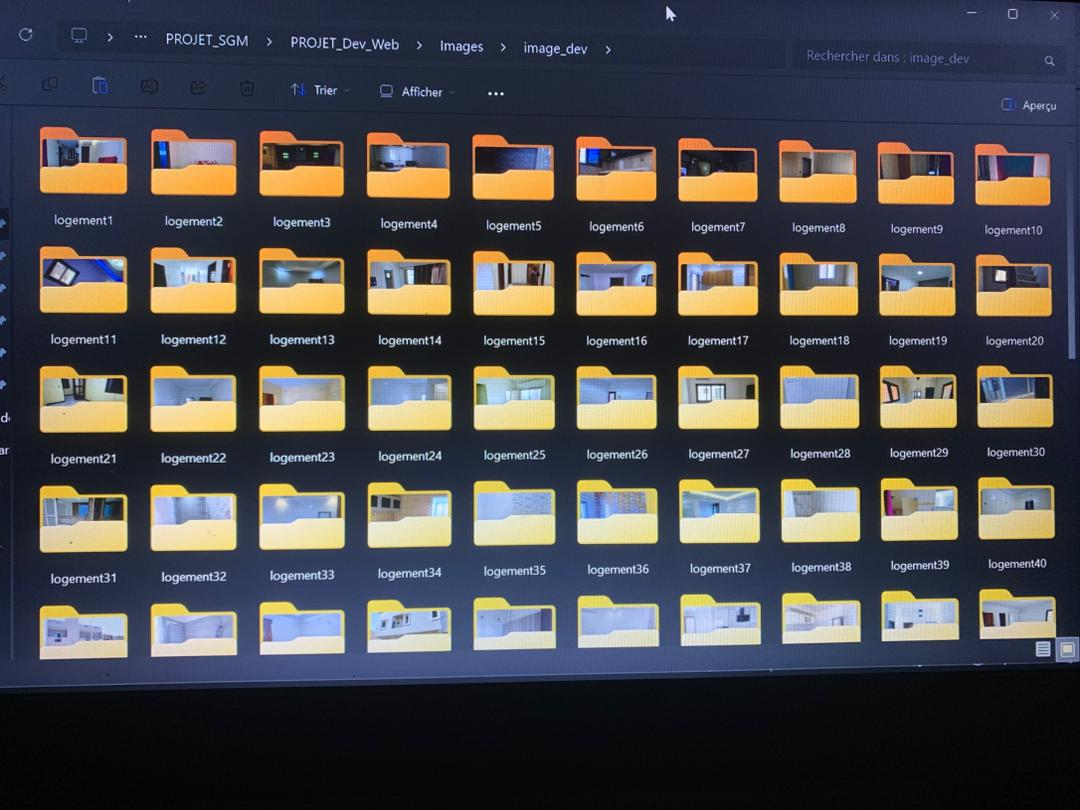 PROJET_SGM > PROJET_Dev_Web > Images > image_dev >
Rechercher dans : image_dev
Trier
Afficher
Aperçu
logement1 logement2 logement3 logement4 logement5 logement6 logement7 logement8 logement9 logement10
logement11 logement12 logement13 logement14 logement15 logement16 logement17 logement18 logement19 logement20
logement21 logement22 logement23 logement24 logement25 logement26 logement27 logement28 logement29 logement30
logement31 logement32 logement33 logement34 logement35 logement36 logement37 logement38 logement39 logement40